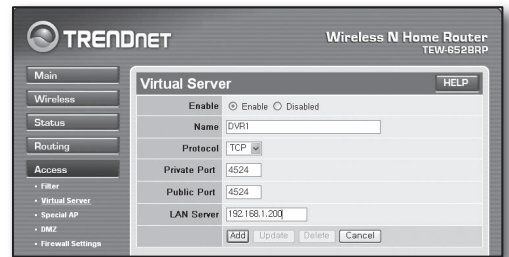 TRENDNET
Wireless N Home Router
TEW-652BRP
Main
Wireless
Status
Routing
Access
• Filter
• Virtual Server
• Special AP
• DMZ
• Firewall Settings
Virtual Server
HELP
Enable Enable Disabled
Name DVR1
Protocol TCP
Private Port 4524
Public Port 4524
LAN Server 192.168.1.200
Add Update Delete Cancel